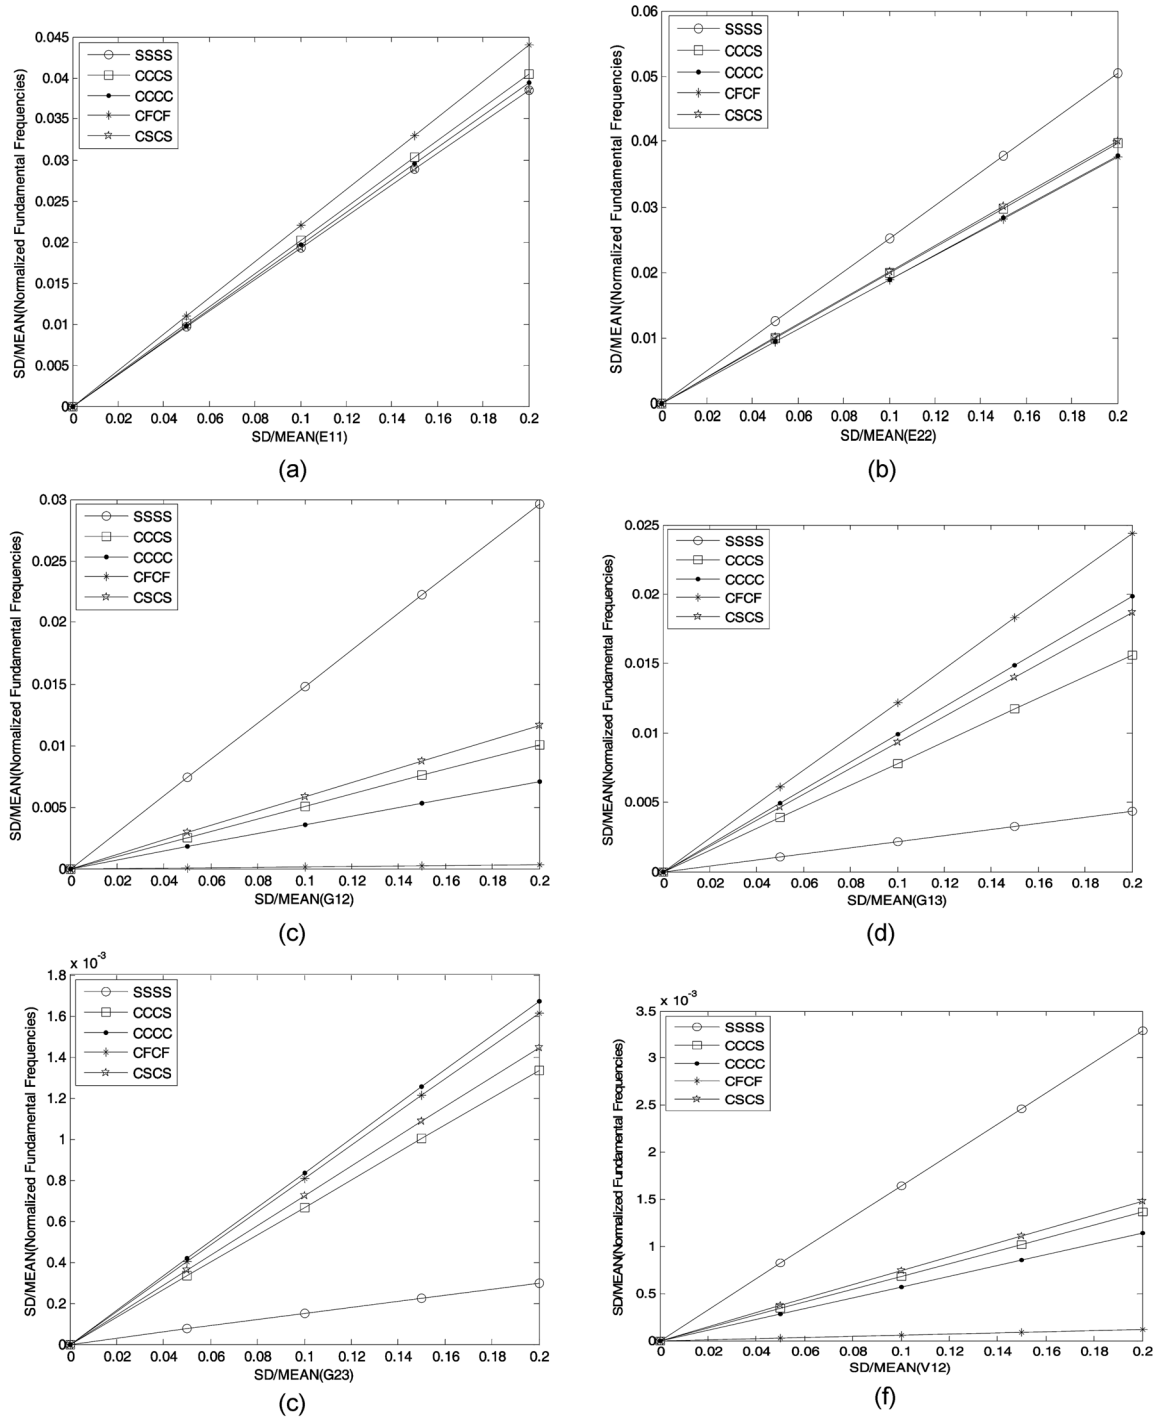 0.045
0.04
0.035
0.03
0.025
0.02
0.015
0.01
0.005
0
SD/MEAN(Normalized Fundamental Frequencies)
SSSS
CCCS
CCCC
CFCF
CSCS
0 0.02 0.04 0.06 0.08 0.1 0.12 0.14 0.16 0.18 0.2
SD/MEAN(E11)
(a)
0.06
0.05
0.04
0.03
0.02
0.01
0
SD/MEAN(Normalized Fundamental Frequencies)
SSSS
CCCS
CCCC
CFCF
CSCS
0 0.02 0.04 0.06 0.08 0.1 0.12 0.14 0.16 0.18 0.2
SD/MEAN(E22)
(b)
0.03
0.025
0.02
0.015
0.01
0.005
0
SD/MEAN(Normalized Fundamental Frequencies)
SSSS
CCCS
CCCC
CFCF
CSCS
0 0.02 0.04 0.06 0.08 0.1 0.12 0.14 0.16 0.18 0.2
SD/MEAN(G12)
(c)
0.025
0.02
0.015
0.01
0.005
0
SD/MEAN(Normalized Fundamental Frequencies)
SSSS
CCCS
CCCC
CFCF
CSCS
0 0.02 0.04 0.06 0.08 0.1 0.12 0.14 0.16 0.18 0.2
SD/MEAN(G13)
(d)
x 10-3
1.8
1.6
1.4
1.2
1
0.8
0.6
0.4
0.2
0
SD/MEAN(Normalized Fundamental Frequencies)
SSSS
CCCS
CCCC
CFCF
CSCS
0 0.02 0.04 0.06 0.08 0.1 0.12 0.14 0.16 0.18 0.2
SD/MEAN(G23)
(c)
x 10-3
3.5
3
2.5
2
1.5
1
0.5
0
SD/MEAN(Normalized Fundamental Frequencies)
SSSS
CCCS
CCCC
CFCF
CSCS
0 0.02 0.04 0.06 0.08 0.1 0.12 0.14 0.16 0.18 0.2
SD/MEAN(V12)
(f)